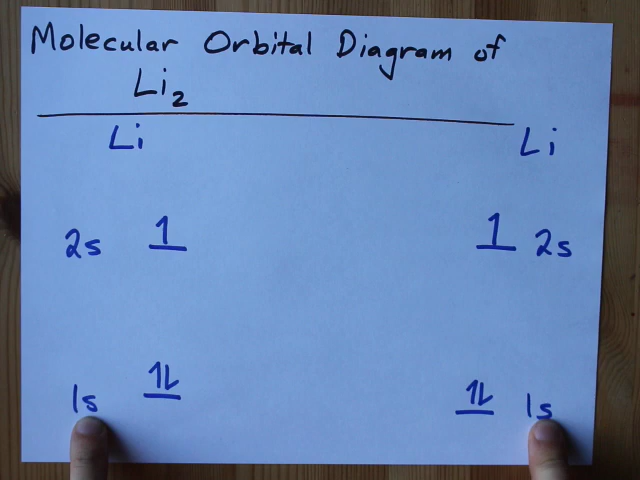 Molecular Orbital Diagram of
Li₂
Li Li
2s 1 1 2s
1s 1L 1L 1s